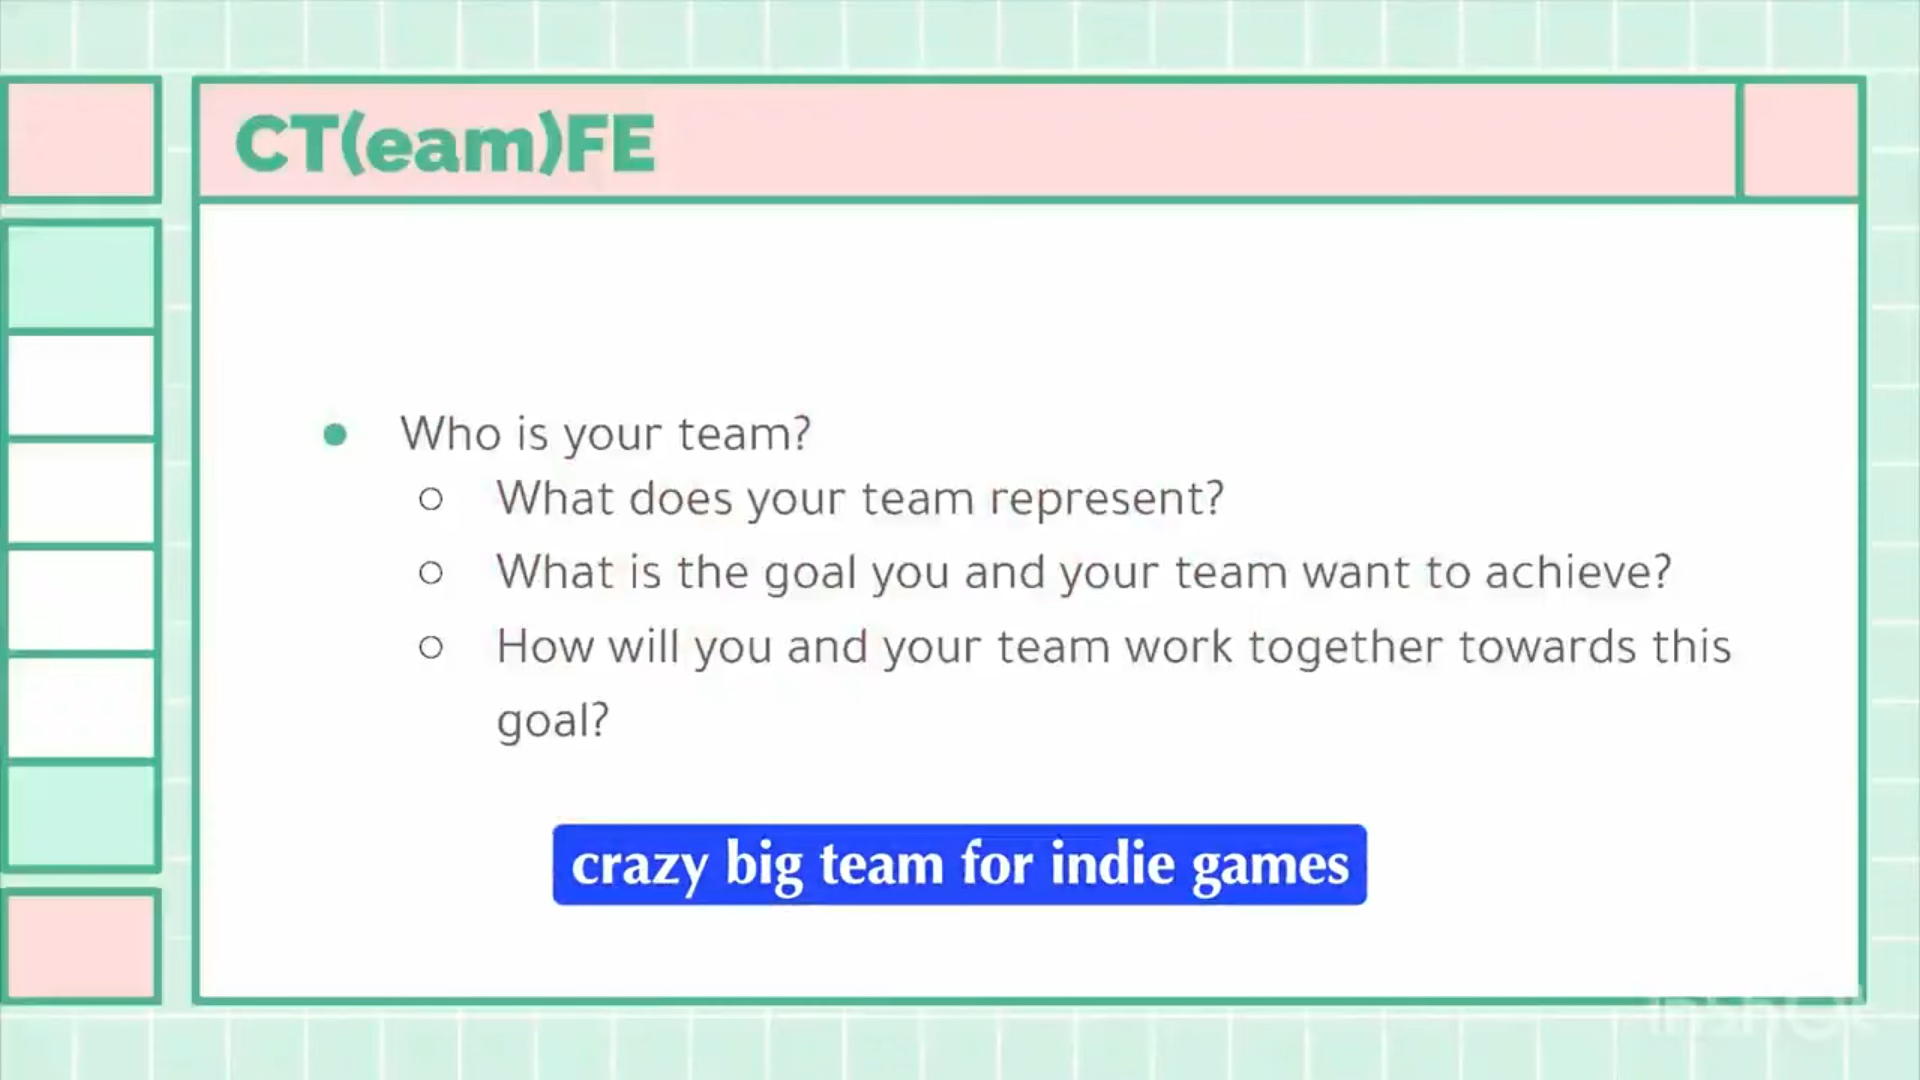 CT(eam)FE
Who is your team?
What does your team represent?
What is the goal you and your team want to achieve?
How will you and your team work together towards this
goal?
crazy big team for indie games